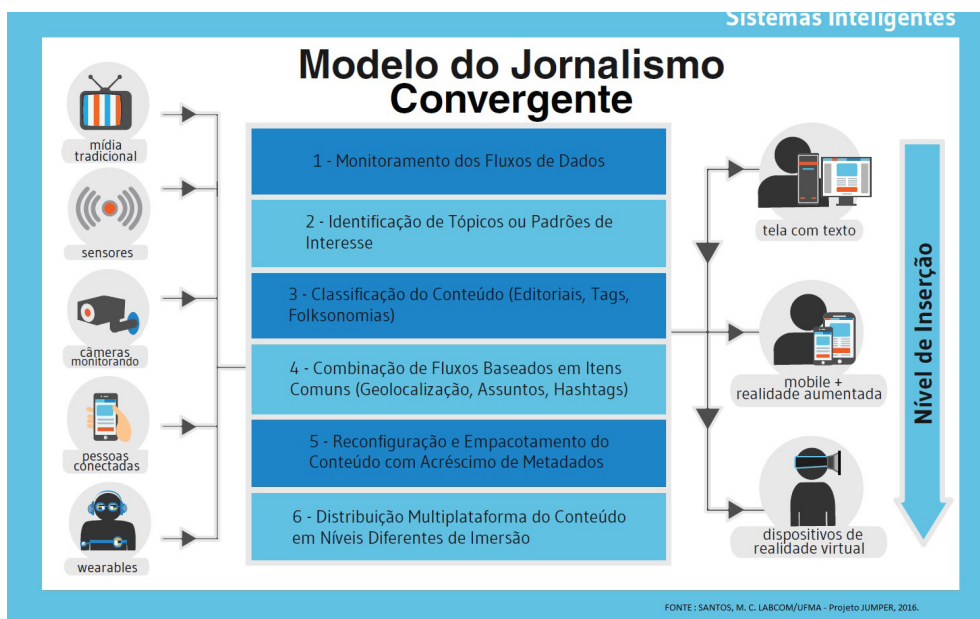 Sistemas Inteligentes
Modelo do Jornalismo
Convergente
mídia
tradicional
sensores
câmeras
monitorando
pessoas
conectadas
wearables
1 - Monitoramento dos Fluxos de Dados
2 - Identificação de Tópicos ou Padrões de
Interesse
3 - Classificação do Conteúdo (Editoriais, Tags,
Folksonomias)
4 - Combinação de Fluxos Baseados em Itens
Comuns (Geolocalização, Assuntos, Hashtags)
5 - Reconfiguração e Empacotamento do
Conteúdo com Acréscimo de Metadados
6 - Distribuição Multiplataforma do Conteúdo
em Níveis Diferentes de Imersão
tela com texto
mobile +
realidade aumentada
dispositivos de
realidade virtual
Nível de Inserção
FONTE : SANTOS, M. C. LABCOM/UFMA - Projeto JUMPER, 2016.